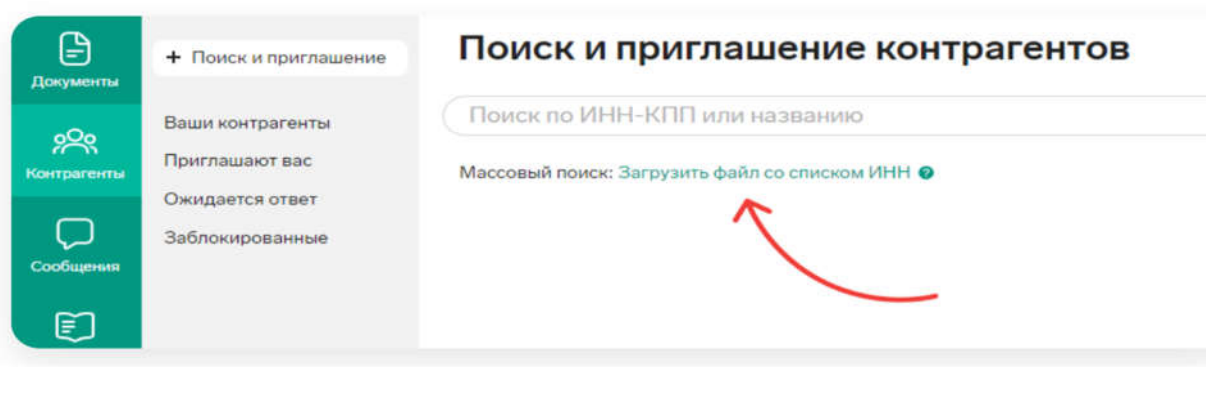 Документы
Контрагенты
Сообщения
+ Поиск и приглашение
Ваши контрагенты
Приглашают вас
Ожидается ответ
Заблокированные
Поиск и приглашение контрагентов
Поиск по ИНН-КПП или названию
Массовый поиск: Загрузить файл со списком ИНН ?